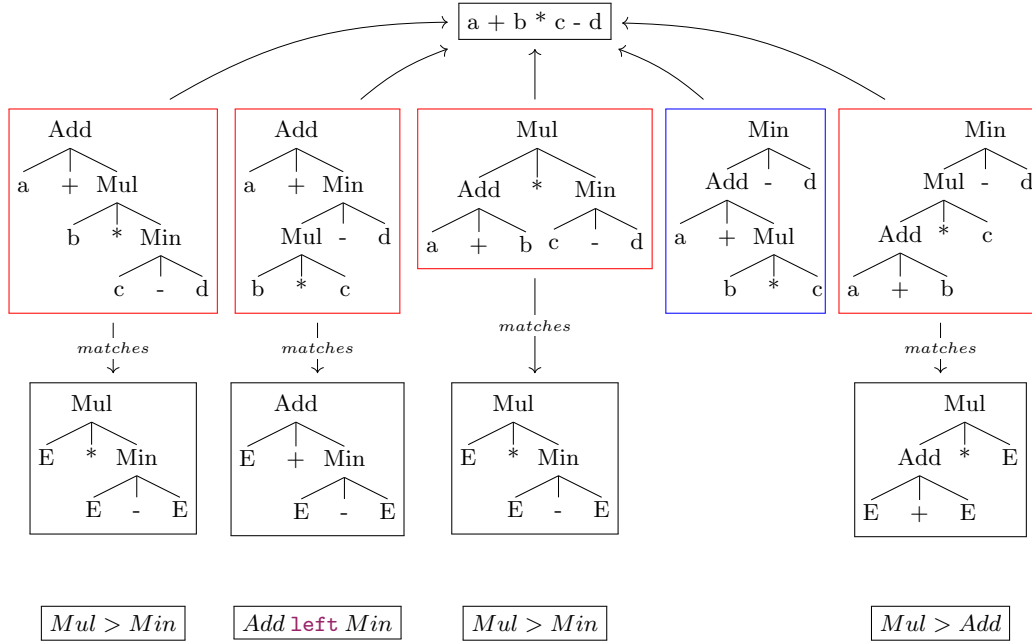 a + b * c - d
Add Add Mul Min Min
a + Mul a + Min Add * Min Add - d Mul - d
b * Min Mul - d a + b c - d a + Mul Add * c
c - d b * c b * c a + b
matches matches matches matches
Mul Add Mul Mul
E * Min E + Min E * Min Add * E
E - E E - E E - E E + E
Mul > Min Add left Min Mul > Min Mul > Add